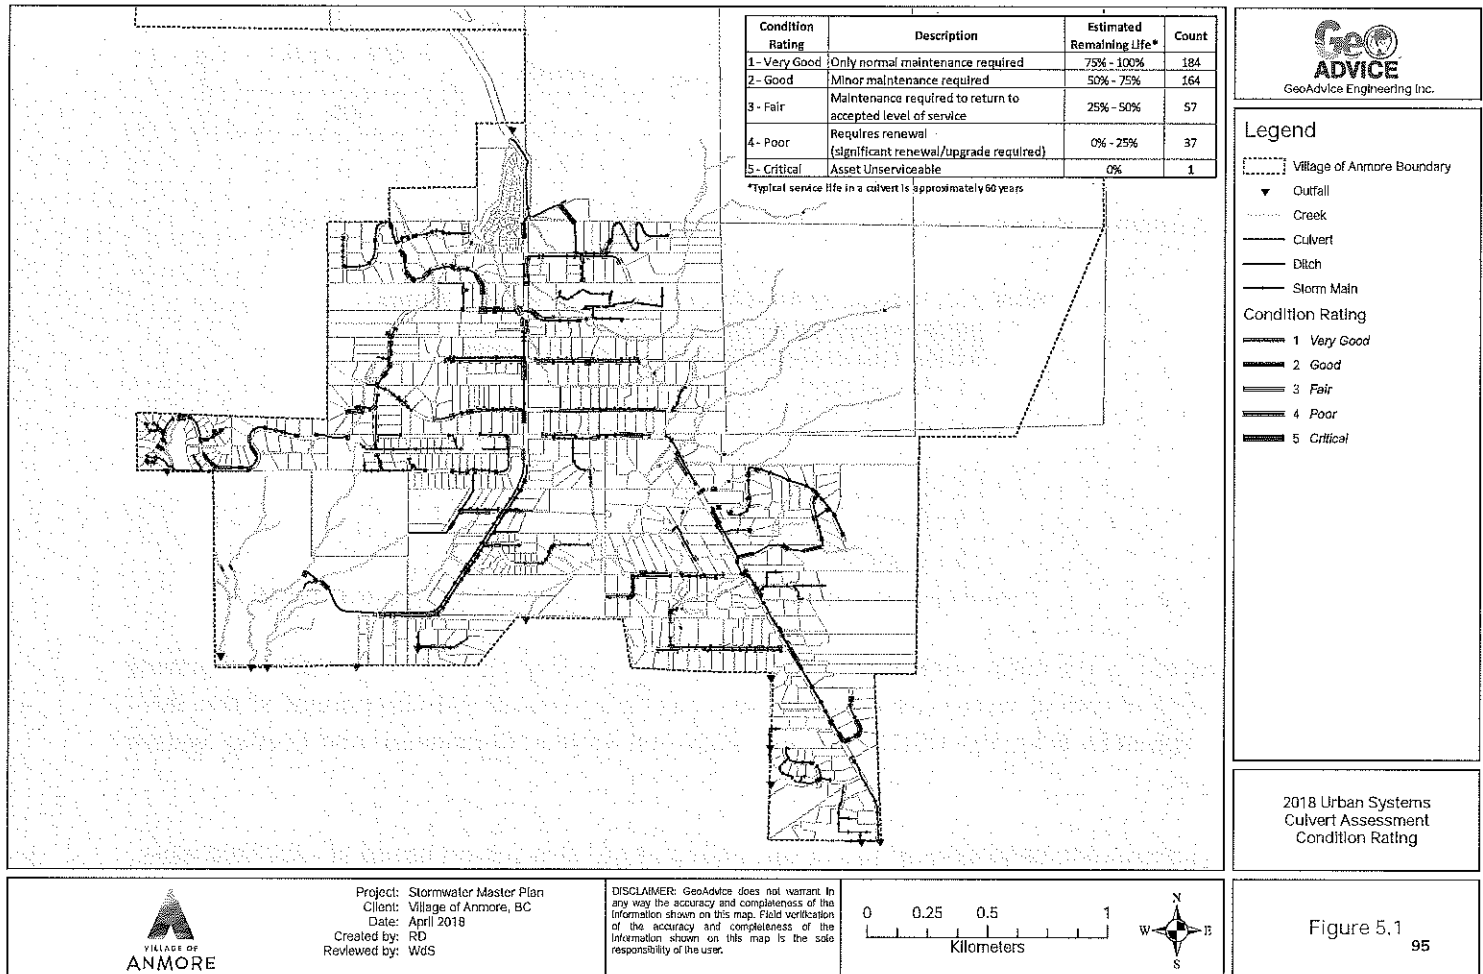 Condition Rating Description Estimated Remaining Life* Count
1 - Very Good Only normal maintenance required 75% - 100% 184
2 - Good Minor maintenance required 50% - 75% 164
3 - Fair Maintenance required to return to accepted level of service 25% - 50% 57
4 - Poor Requires renewal (significant renewal/upgrade required) 0% - 25% 37
5 - Critical Asset Unserviceable 0% 1
*Typical service life in a culvert is approximately 60 years
Geo
ADVICE
GeoAdvice Engineering Inc.
Legend
Village of Anmore Boundary
Outfall
Creek
Culvert
Ditch
Storm Main
Condition Rating
1 Very Good
2 Good
3 Fair
4 Poor
5 Critical
2018 Urban Systems
Culvert Assessment
Condition Rating
VILLAGE OF
ANMORE
Project: Stormwater Master Plan
Client: Village of Anmore, BC
Date: April 2018
Created by: RD
Reviewed by: WdS
DISCLAIMER: GeoAdvice does not warrant in
any way the accuracy and completeness of the
information shown on this map. Field verification
of the accuracy and completeness of the
information shown on this map is the sole
responsibility of the user.
0 0.25 0.5 1
Kilometers
N
W E
S
Figure 5.1
95